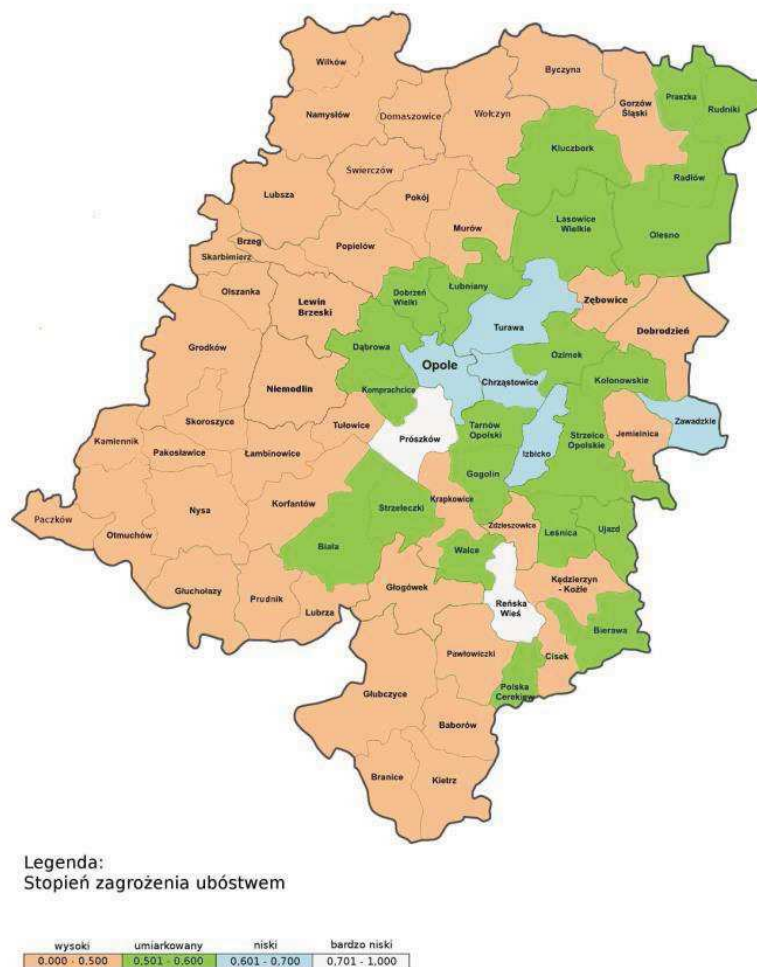 Wilków
Byczyna
Namysłów
Domaszowice
Wołczyn
Gorzów
Śląski
Praszka
Rudniki
Kluczbork
Świerczów
Radłów
Lubsza
Pokój
Lasowice
Wielkie
Murów
Olesno
Brzeg
Popielów
Skarbimierz
Olszanka
Lewin
Brzeski
Dobrzeń
Wielki
Łubniany
Zębowice
Turawa
Dobrodzień
Grodków
Dąbrowa
Opole
Ozimek
Niemodlin
Komprachcice
Chrząstowice
Kolonowskie
Skoroszyce
Tułowice
Tarnów
Opolski
Zawadzkie
Kamiennik
Pakosławice
Łambinowice
Prószków
Izbicko
Strzelce
Opolskie
Jemielnica
Gogolin
Nysa
Korfantów
Strzeleczki
Krapkowice
Paczków
Zdzieszowice
Otmuchów
Biała
Walce
Leśnica
Ujazd
Głuchołazy
Prudnik
Lubrza
Głogówek
Reńska
Wieś
Kędzierzyn
- Koźle
Bierawa
Pawłowiczki
Cisek
Głubczyce
Polska
Cerekiew
Baborów
Branice
Kietrz
Legenda:
Stopień zagrożenia ubóstwem
wysoki umiarkowany niski bardzo niski
0.000 - 0.500 0,501 - 0,600 0,601 - 0,700 0,701 - 1,000